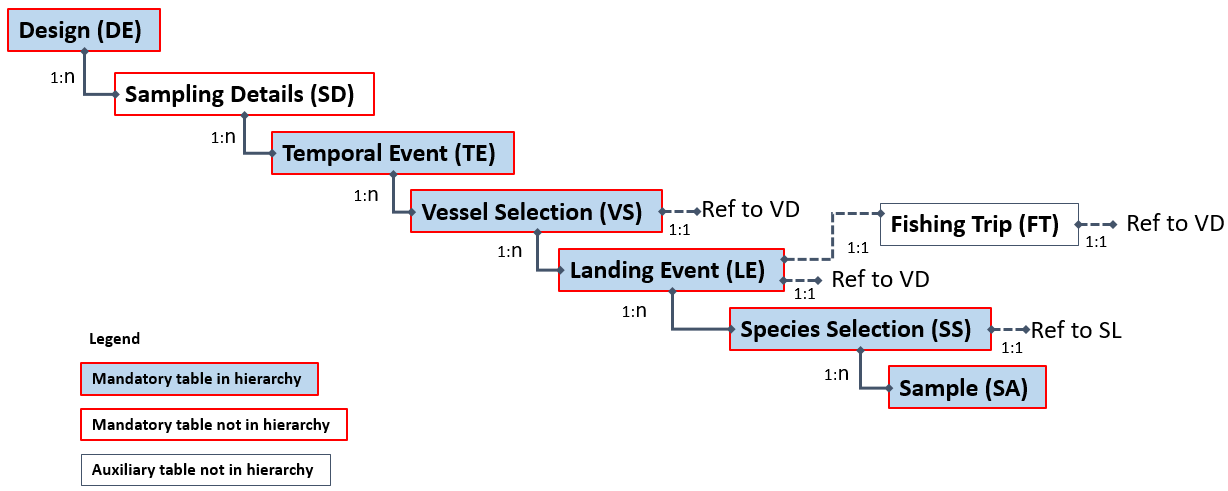 Design (DE)
1:n
Sampling Details (SD)
1:n
Temporal Event (TE)
1:n
Vessel Selection (VS)
Ref to VD
1:1
Fishing Trip (FT)
Ref to VD
1:1
1:1
1:n
Landing Event (LE)
Ref to VD
1:1
1:n
Species Selection (SS)
Ref to SL
1:1
1:n
Sample (SA)
Legend
Mandatory table in hierarchy
Mandatory table not in hierarchy
Auxiliary table not in hierarchy